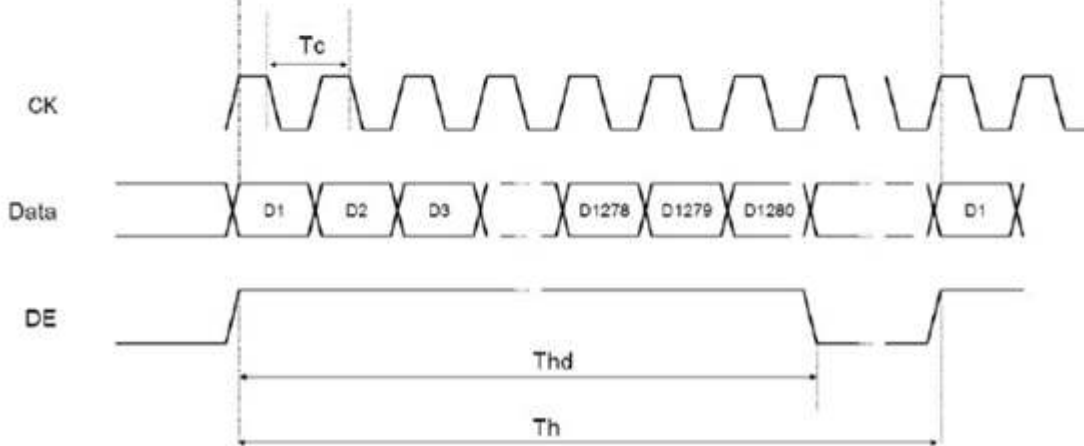 Tc
CK
Data D1 D2 D3 D1278 D1279 D1280 D1
DE
Thd
Th